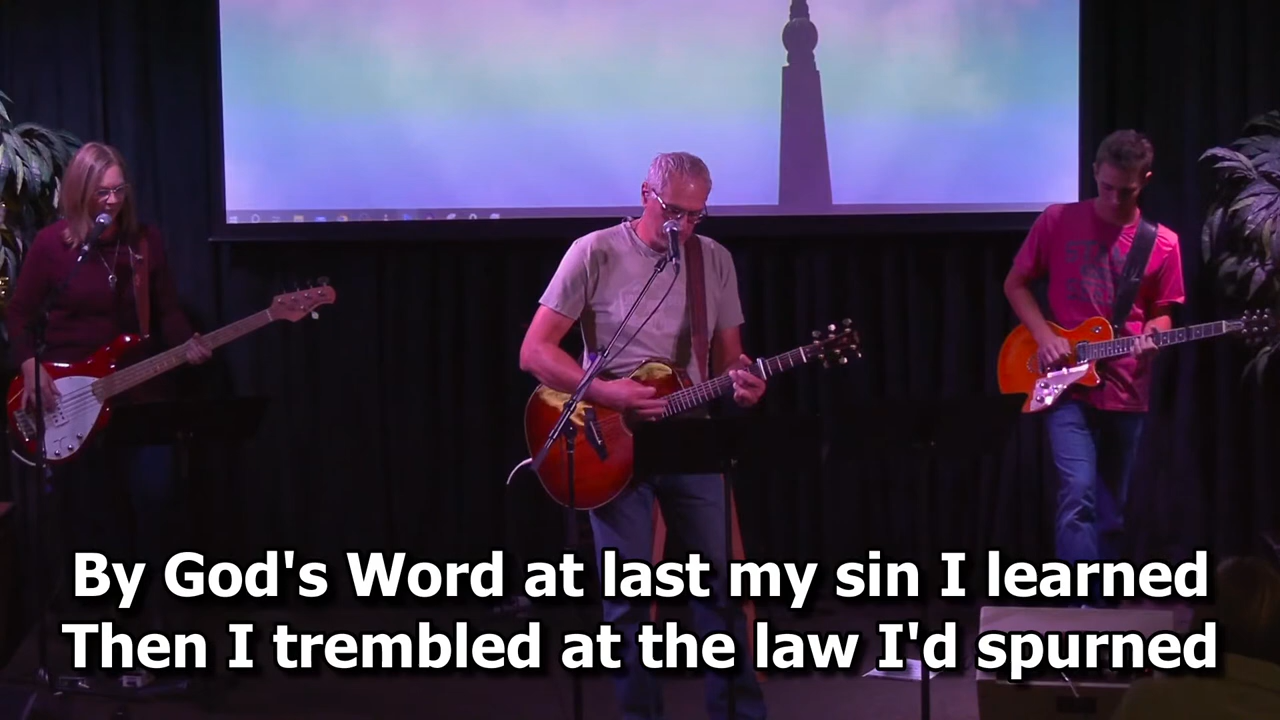 By God's Word at last my sin I learned
Then I trembled at the law I'd spurned